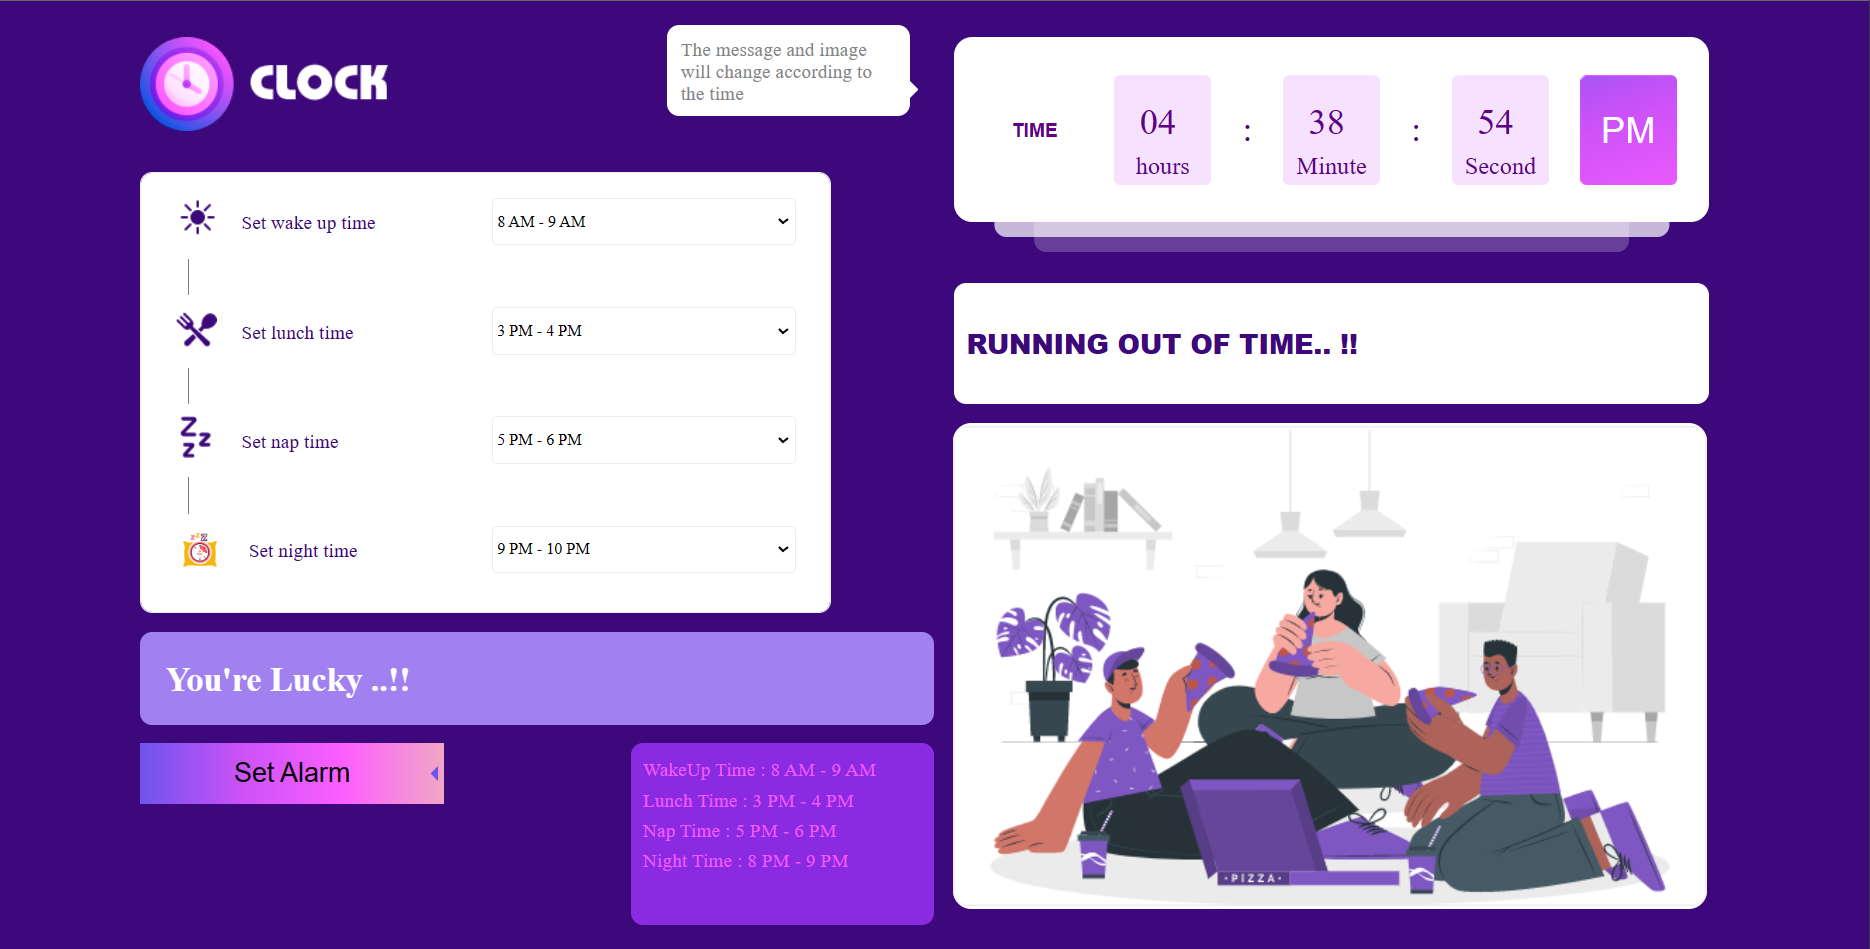 CLOCK
The message and image
will change according to
the time
Set wake up time
8 AM - 9 AM
Set lunch time
3 PM - 4 PM
Z z z
Set nap time
5 PM - 6 PM
z z z
Set night time
9 PM - 10 PM
You're Lucky ..!!
Set Alarm
WakeUp Time : 8 AM - 9 AM
Lunch Time : 3 PM - 4 PM
Nap Time : 5 PM - 6 PM
Night Time : 8 PM - 9 PM
TIME
04 : 38 : 54 PM
hours Minute Second
RUNNING OUT OF TIME.. !!
·PIZZA·